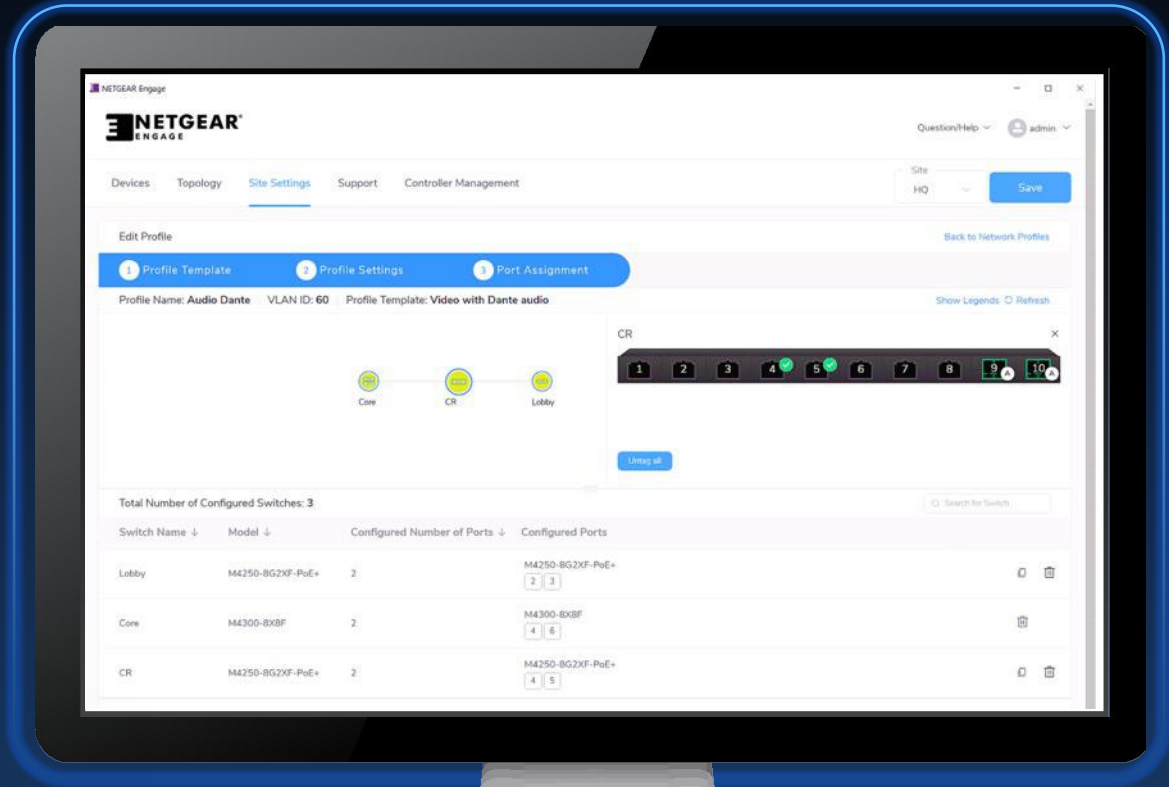 NETGEAR Engage
NETGEAR®
ENGAGE
Question/Help
admin
Devices Topology Site Settings Support Controller Management
Site
HQ
Save
Edit Profile
Back to Network Profiles
1 Profile Template 2 Profile Settings 3 Port Assignment
Profile Name: Audio Dante VLAN ID: 60 Profile Template: Video with Dante audio
Show Legends Refresh
CR
1 2 3 4 5 6 7 8 9 A 10 A
Core CR Lobby
Untag all
Total Number of Configured Switches: 3
Search for Switch
Switch Name ↓ Model ↓ Configured Number of Ports ↓ Configured Ports
Lobby M4250-8G2XF-PoE+ 2 M4250-8G2XF-PoE+
2 3
Core M4300-8X8F 2 M4300-8X8F
4 6
CR M4250-8G2XF-PoE+ 2 M4250-8G2XF-PoE+
4 5